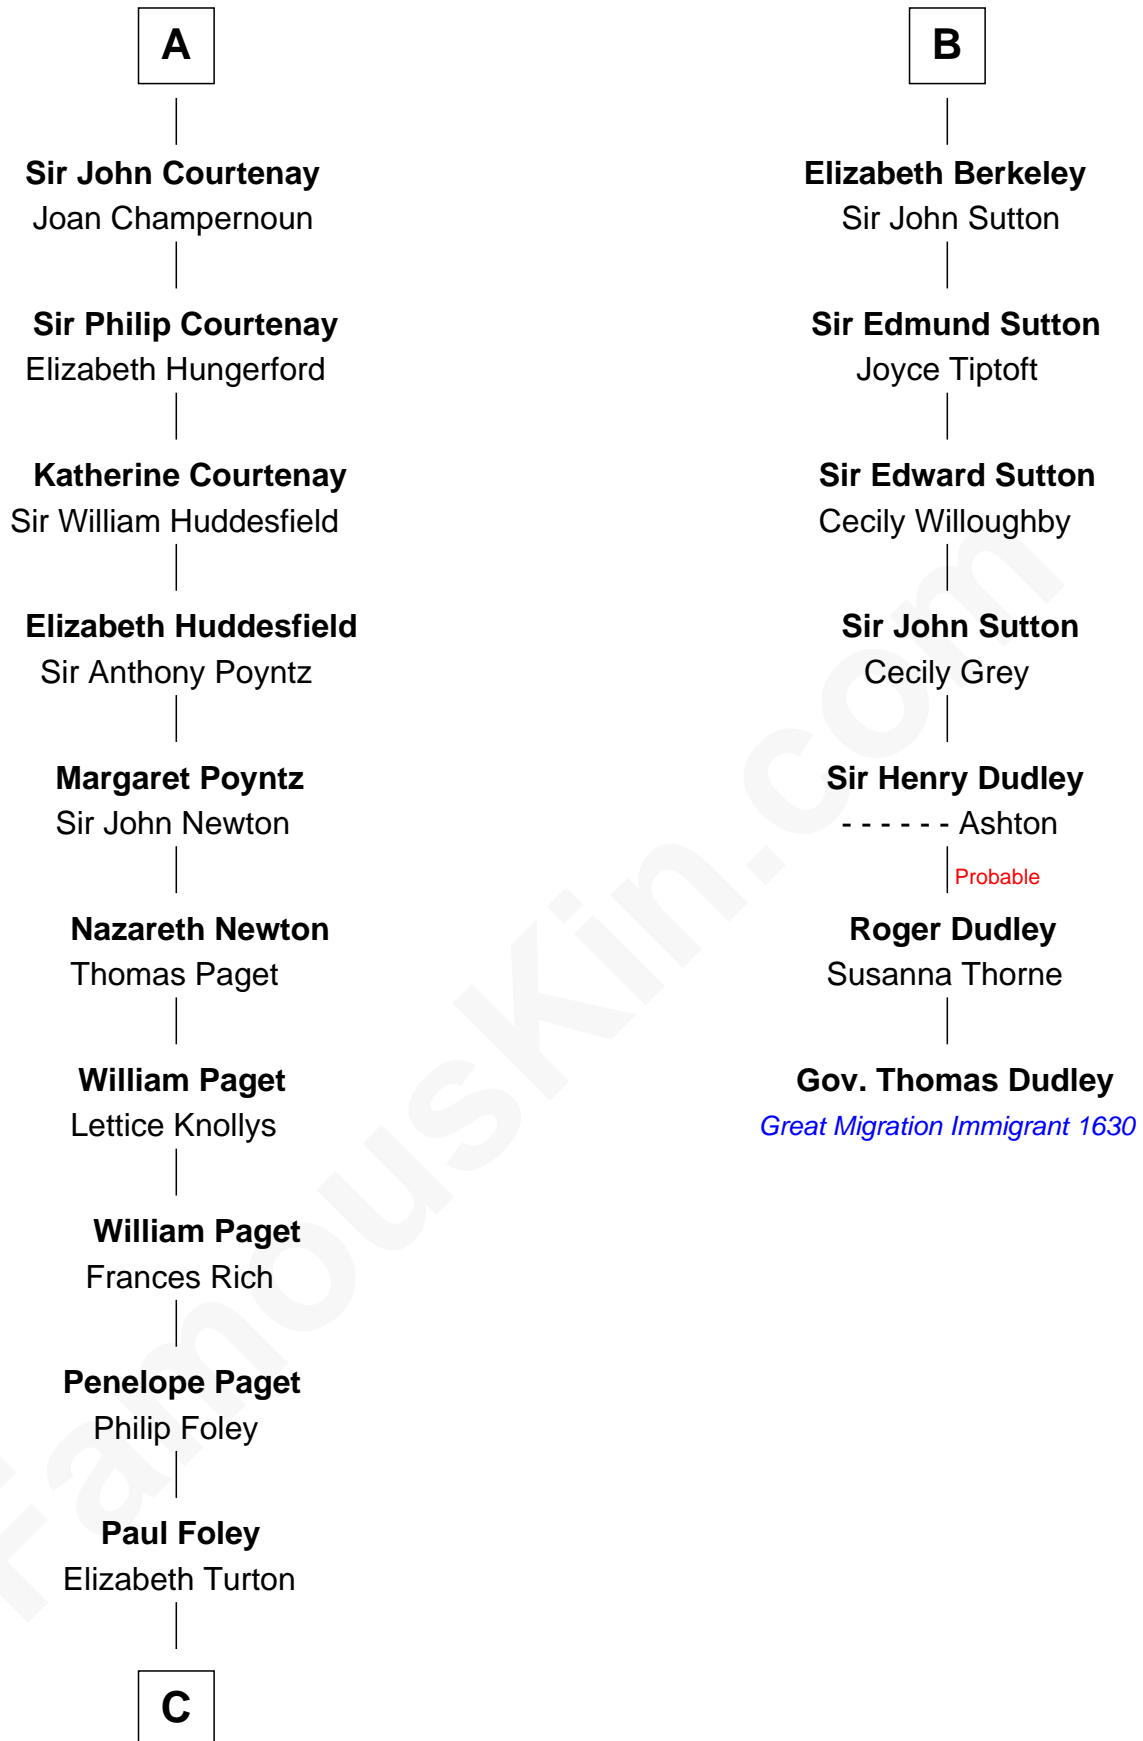 A
Sir John Courtenay
Joan Champernoun
Sir Philip Courtenay
Elizabeth Hungerford
Katherine Courtenay
Sir William Huddesfield
Elizabeth Huddesfield
Sir Anthony Poyntz
Margaret Poyntz
Sir John Newton
Nazareth Newton
Thomas Paget
William Paget
Lettice Knollys
William Paget
Frances Rich
Penelope Paget
Philip Foley
Paul Foley
Elizabeth Turton
C
B
Elizabeth Berkeley
Sir John Sutton
Sir Edmund Sutton
Joyce Tiptoft
Sir Edward Sutton
Cecily Willoughby
Sir John Sutton
Cecily Grey
Sir Henry Dudley
- - - - - - Ashton
Probable
Roger Dudley
Susanna Thorne
Gov. Thomas Dudley
Great Migration Immigrant 1630
FamousKin.com